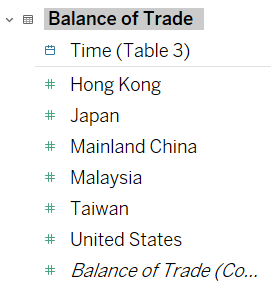 Balance of Trade
Time (Table 3)
Hong Kong
Japan
Mainland China
Malaysia
Taiwan
United States
Balance of Trade (Co...